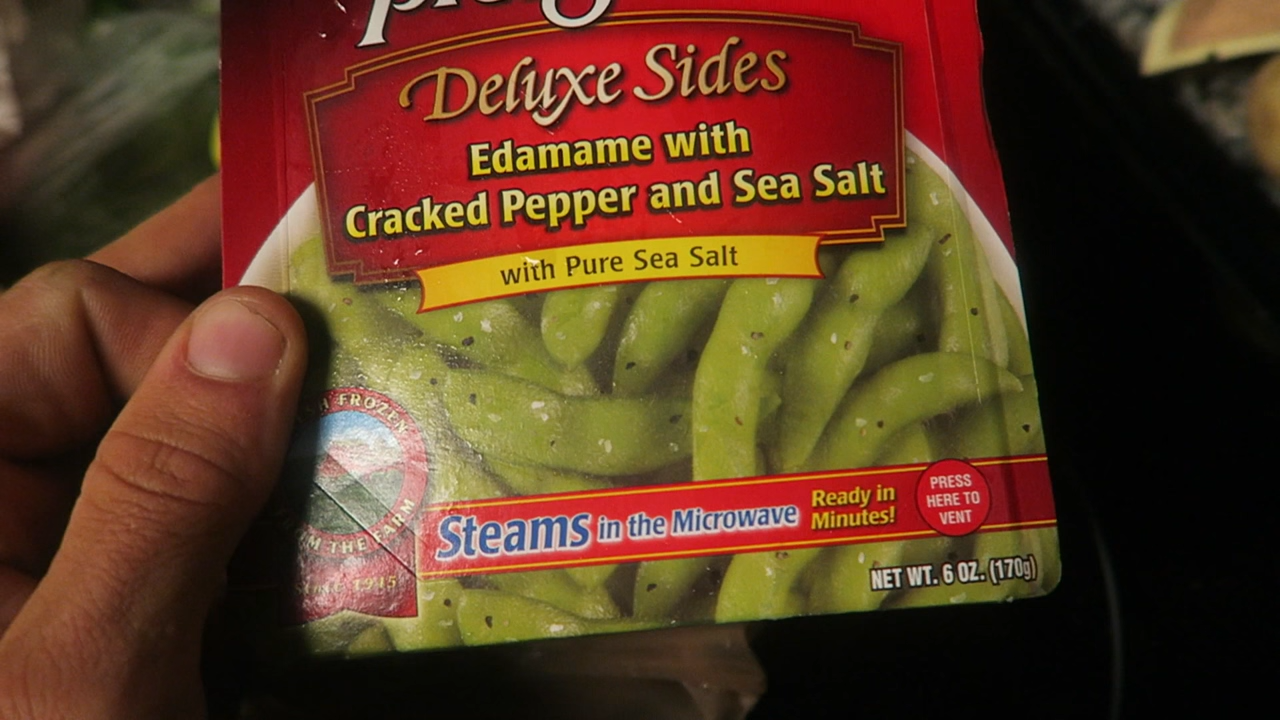 Deluxe Sides
Edamame with
Cracked Pepper and Sea Salt
with Pure Sea Salt
FROZEN
THE FARM
1915
Steams in the Microwave
Ready in
Minutes!
PRESS
HERE TO
VENT
NET WT. 6 OZ. (170g)